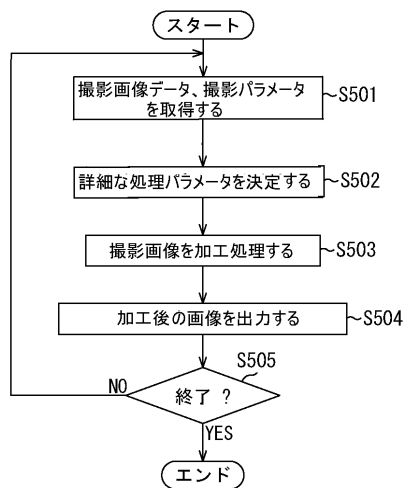 スタート
撮影画像データ、撮影パラメータ
を取得する
S501
詳細な処理パラメータを決定する
S502
撮影画像を加工処理する
S503
加工後の画像を出力する
S504
S505
終了 ?
NO
YES
エンド